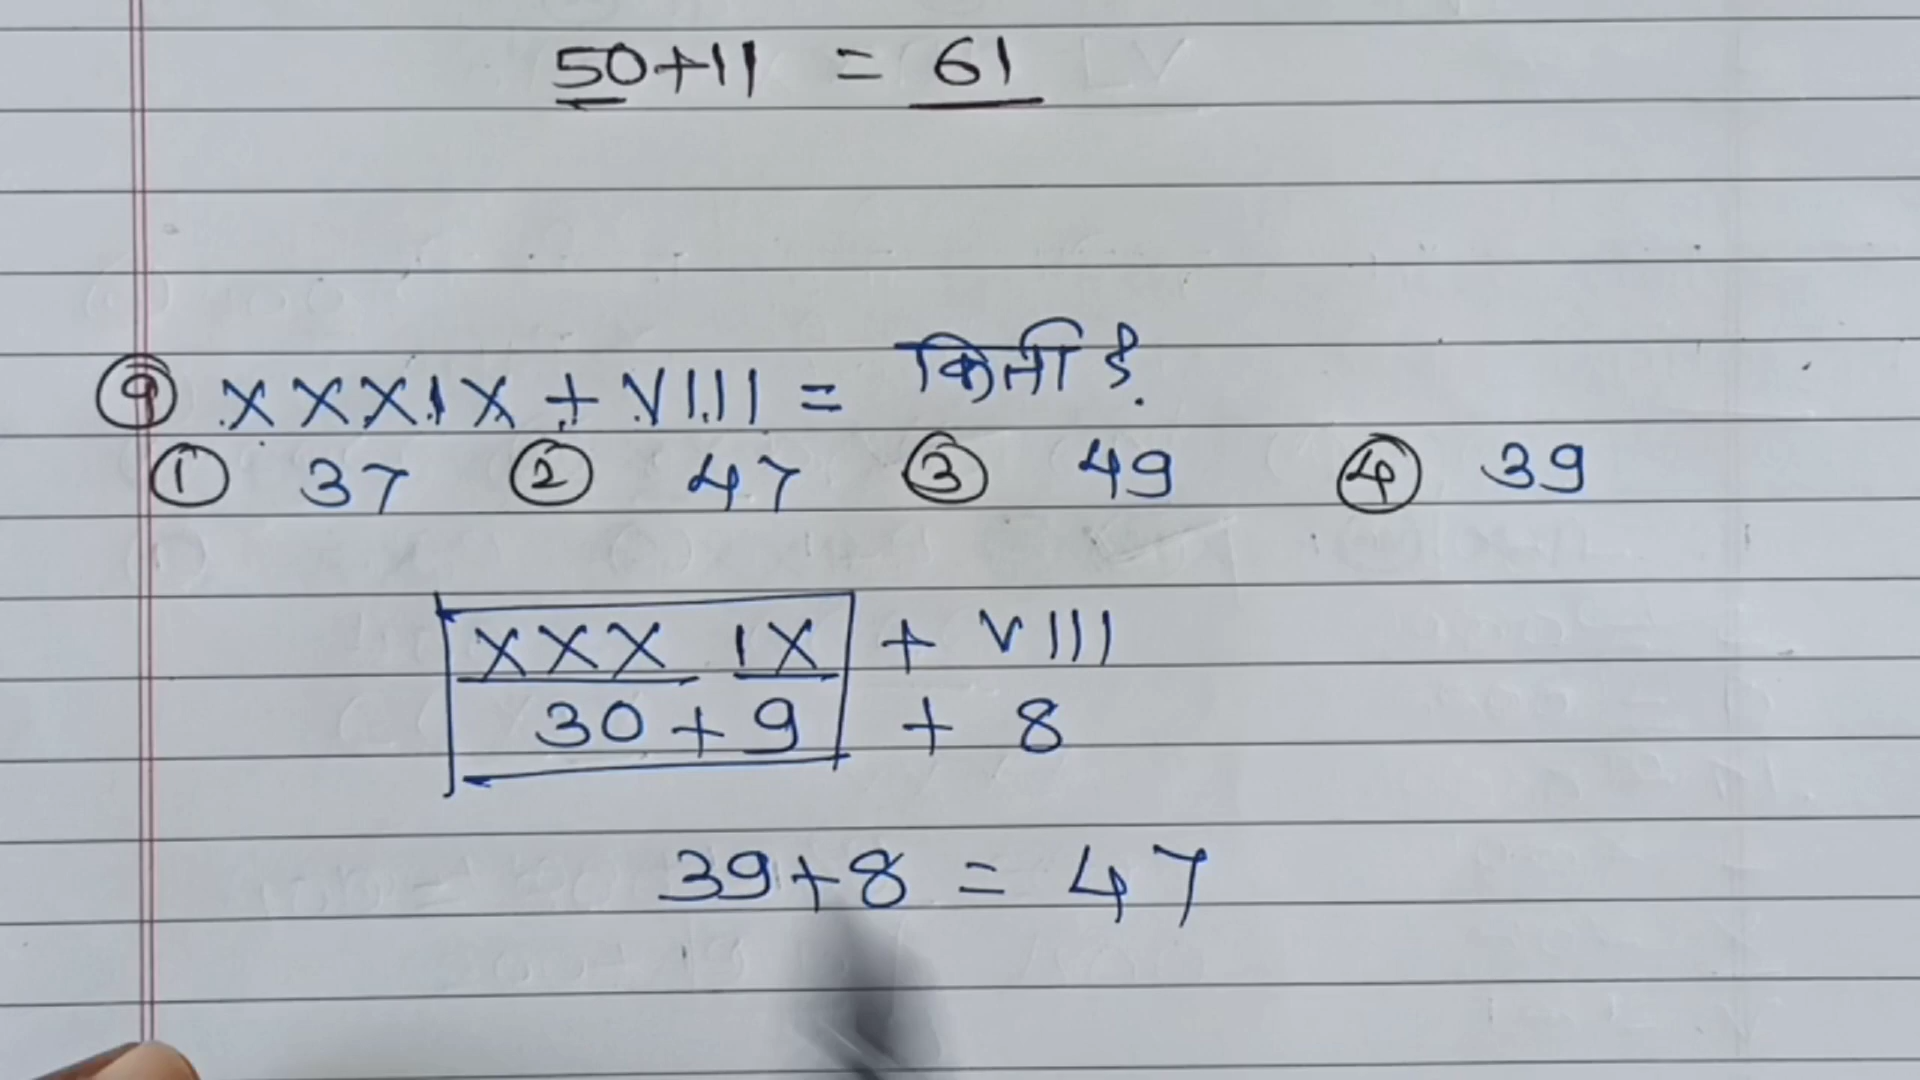 50+11 = 61
9 XXXIX + VIII = किती ?
1 37 2 47 3 49 4 39
XXX IX + VIII
30 + 9 + 8
39+8 = 47